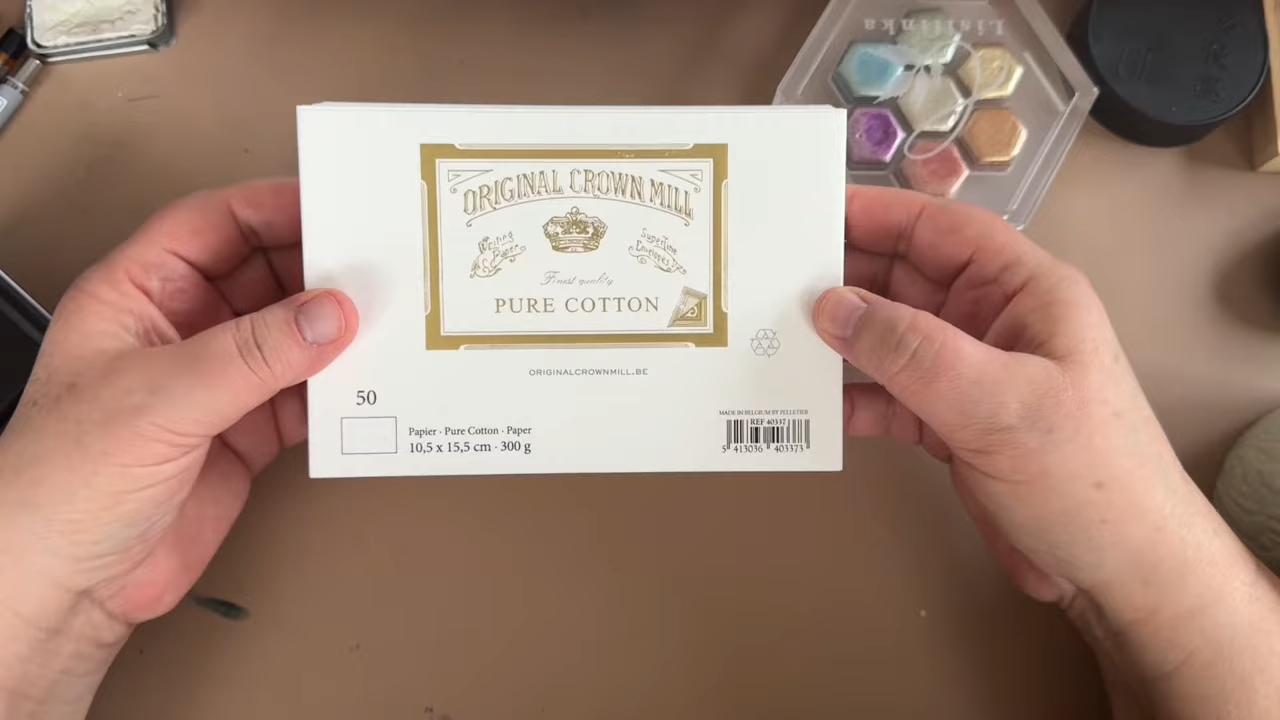 Lisilinka
ORIGINAL CROWN MILL
Writing
& Paper
Superfine
Envelopes
Finest quality
PURE COTTON
ORIGINALCROWNMILL.BE
50
Papier · Pure Cotton · Paper
10,5 x 15,5 cm · 300 g
MADE IN BELGIUM BY PELLETIER
REF 40337
5 413036 403373